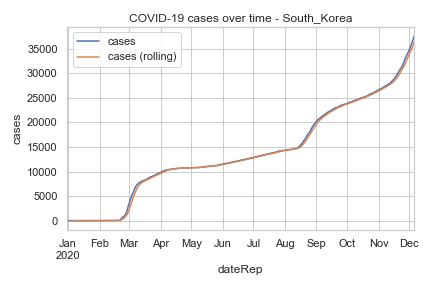 COVID-19 cases over time - South_Korea
cases
cases (rolling)
35000
30000
25000
20000
15000
10000
5000
0
cases
Jan Feb Mar Apr May Jun Jul Aug Sep Oct Nov Dec
2020
dateRep